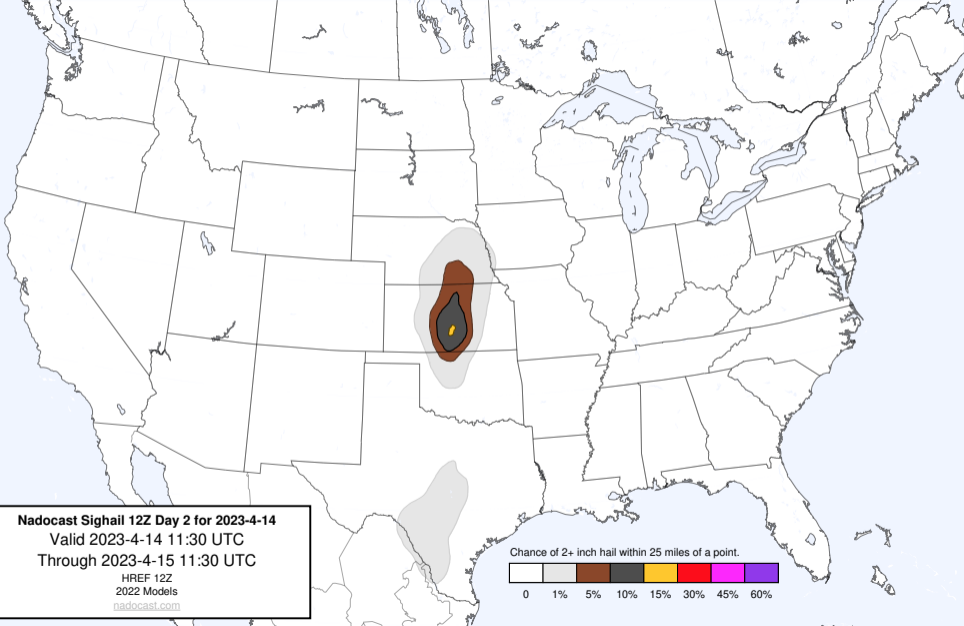 Nadocast Sighail 12Z Day 2 for 2023-4-14
Valid 2023-4-14 11:30 UTC
Through 2023-4-15 11:30 UTC
HREF 12Z
2022 Models
nadocast.com
Chance of 2+ inch hail within 25 miles of a point.
0 1% 5% 10% 15% 30% 45% 60%